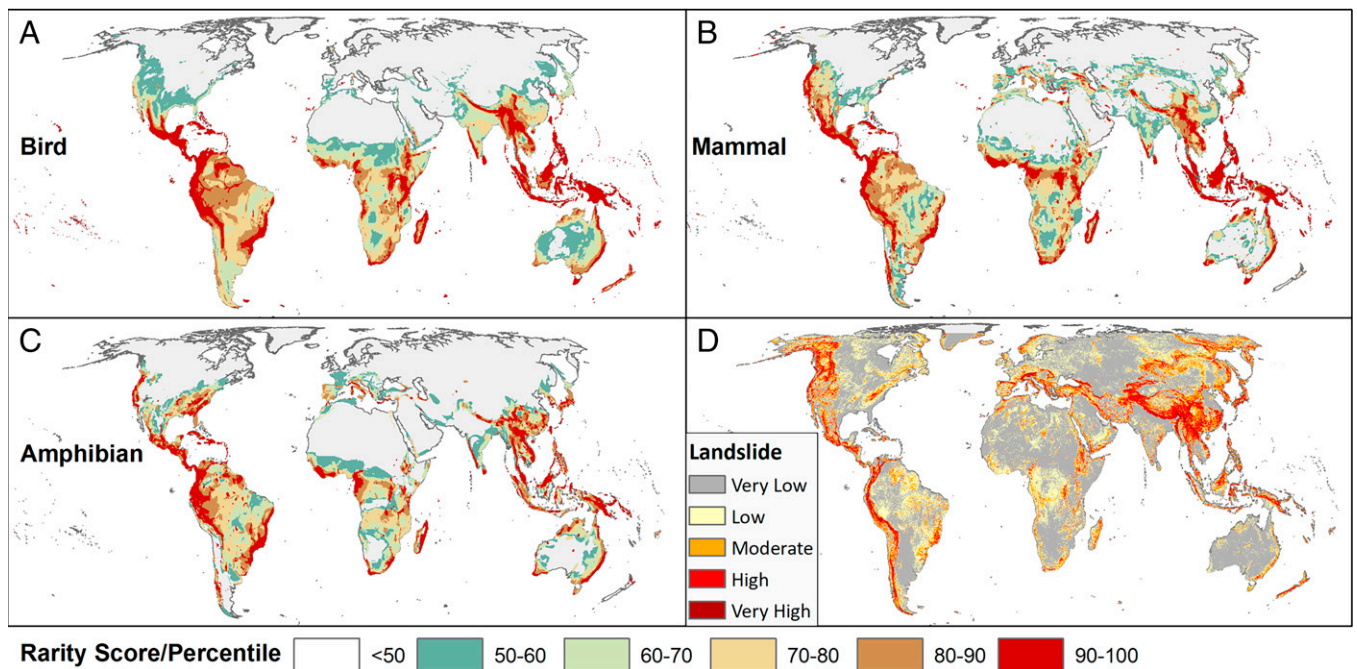 A
B
Bird
Mammal
C
D
Amphibian
Landslide
Very Low
Low
Moderate
High
Very High
Rarity Score/Percentile <50 50-60 60-70 70-80 80-90 90-100